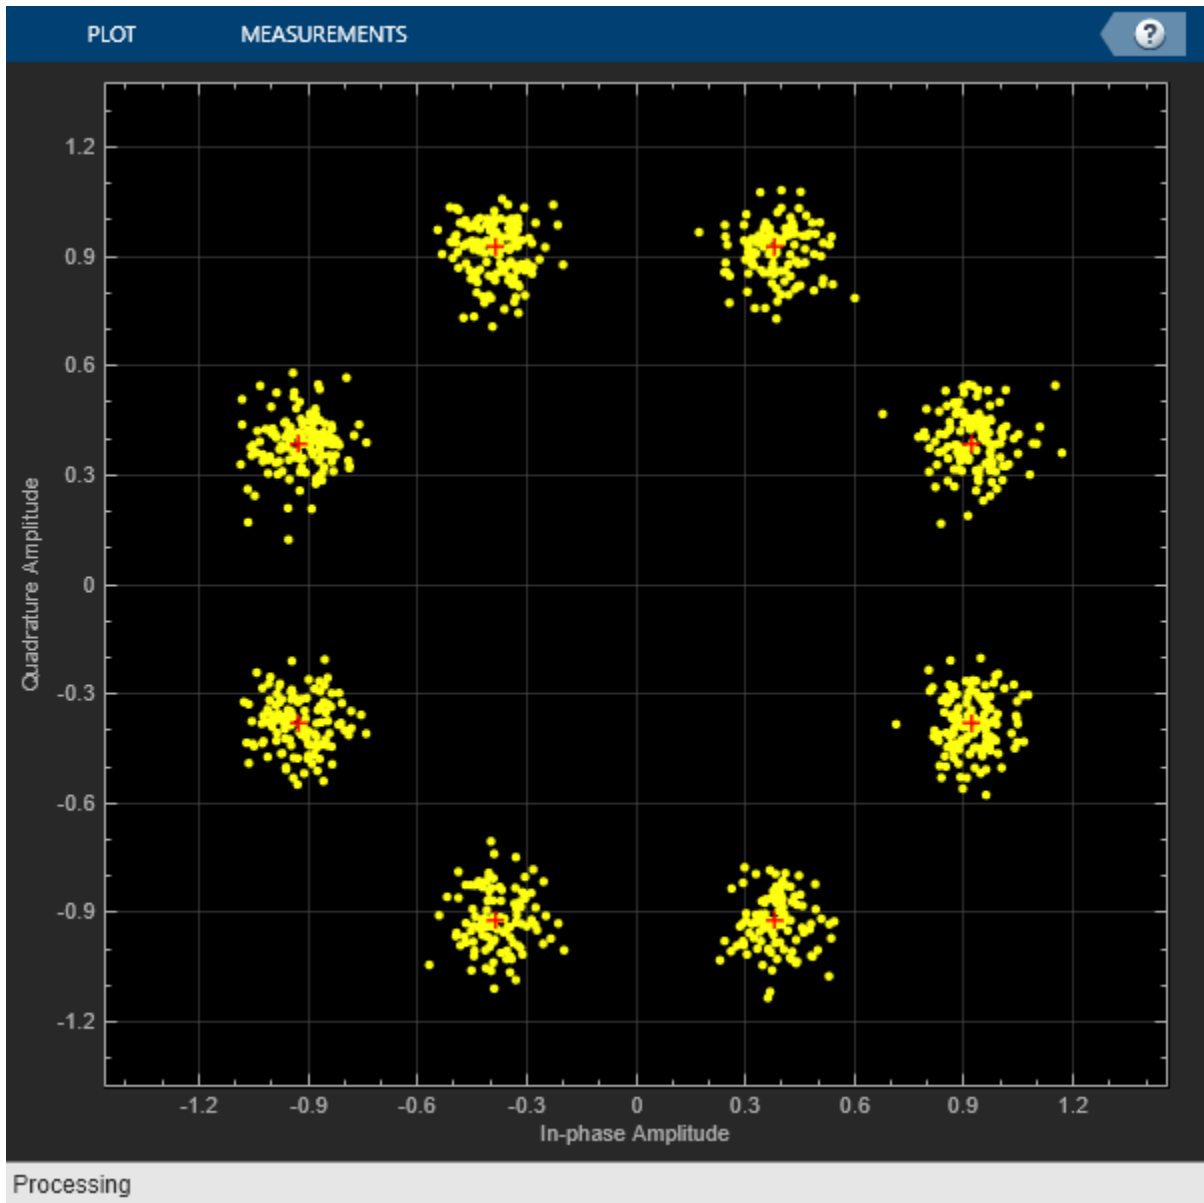 PLOT MEASUREMENTS ?
1.2
0.9
0.6
0.3
0
-0.3
-0.6
-0.9
-1.2
Quadrature Amplitude
-1.2 -0.9 -0.6 -0.3 0 0.3 0.6 0.9 1.2
In-phase Amplitude
Processing